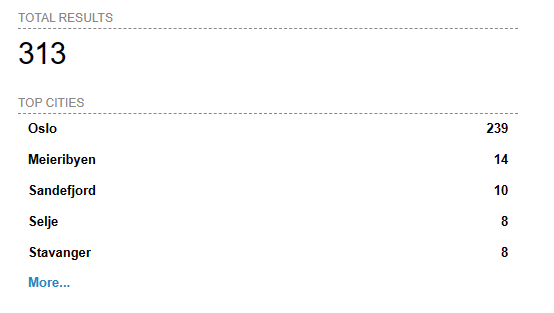 TOTAL RESULTS
313
TOP CITIES
Oslo 239
Meieribyen 14
Sandefjord 10
Selje 8
Stavanger 8
More...